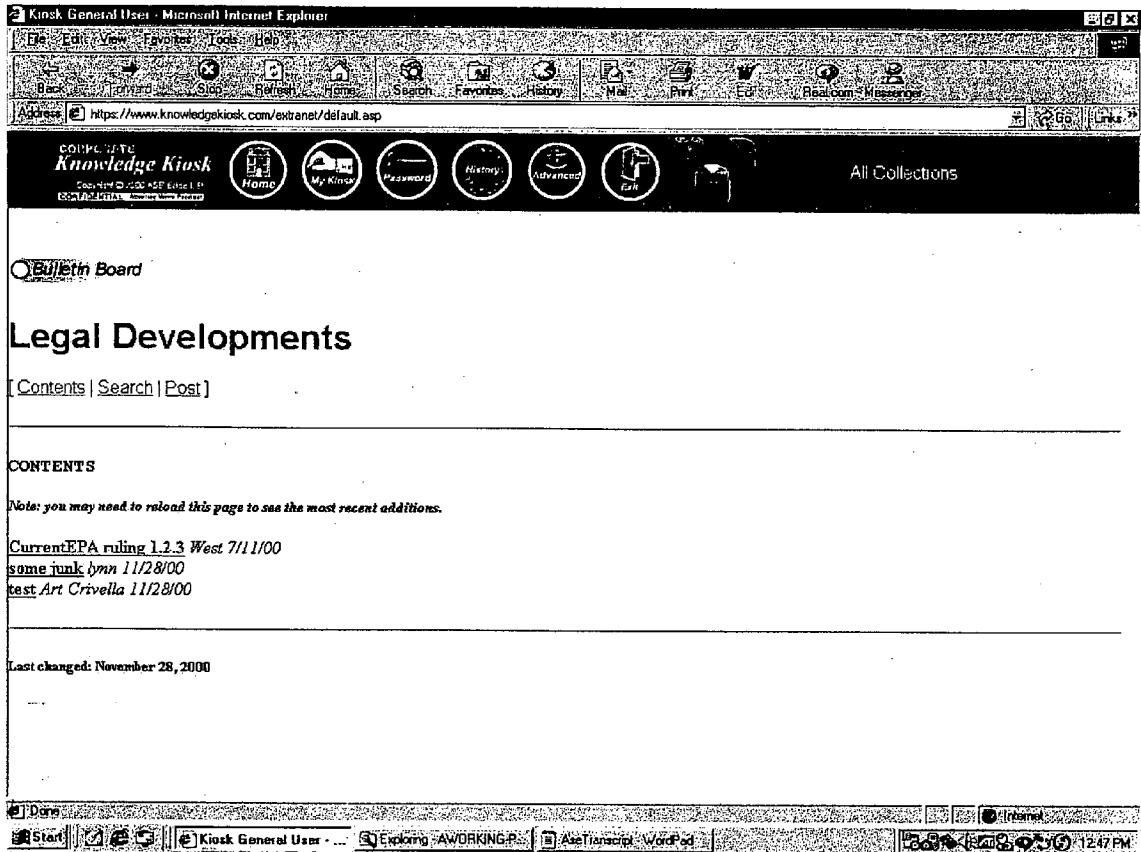 Kiosk General User - Microsoft Internet Explorer
File Edit View Favorites Tools Help
Back Forward Stop Refresh Home Search Favorites History Mail Print Edit Real.com Messenger
Address https://www.knowledgekiosk.com/extranet/default.asp Go Links »
CORPORATE
Knowledge Kiosk
CONFIDENTIAL
Home My Kiosk Password History Advanced Exit All Collections
Bulletin Board
Legal Developments
[ Contents | Search | Post ]
CONTENTS
Note: you may need to reload this page to see the most recent additions.
CurrentEPA ruling 1.2.3 West 7/11/00
some junk lynn 11/28/00
test Art Crivella 11/28/00
Last changed: November 28, 2000
Done Internet
Start Kiosk General User - ... Exploring - AWORKING-P... AseTranscript - WordPad 12:47 PM